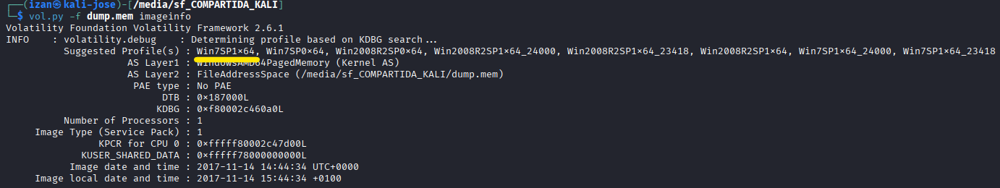 ┌──(izan㉿kali-jose)-[/media/sf_COMPARTIDA_KALI]
└─$ vol.py -f dump.mem imageinfo
Volatility Foundation Volatility Framework 2.6.1
INFO    : volatility.debug    : Determining profile based on KDBG search...
          Suggested Profile(s) : Win7SP1×64, Win7SP0×64, Win2008R2SP0×64, Win2008R2SP1×64_24000, Win2008R2SP1×64_23418, Win2008R2SP1×64, Win7SP1×64_24000, Win7SP1×64_23418
                     AS Layer1 : WindowsAMD64PagedMemory (Kernel AS)
                     AS Layer2 : FileAddressSpace (/media/sf_COMPARTIDA_KALI/dump.mem)
                      PAE type : No PAE
                           DTB : 0×187000L
                          KDBG : 0×f80002c460a0L
          Number of Processors : 1
     Image Type (Service Pack) : 1
                KPCR for CPU 0 : 0×fffff80002c47d00L
             KUSER_SHARED_DATA : 0×fffff78000000000L
           Image date and time : 2017-11-14 14:44:34 UTC+0000
     Image local date and time : 2017-11-14 15:44:34 +0100